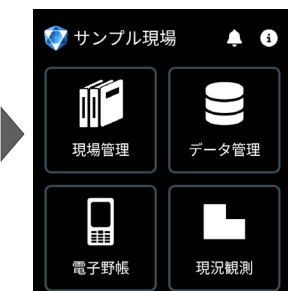 サンプル現場
現場管理
データ管理
電子野帳
現況観測